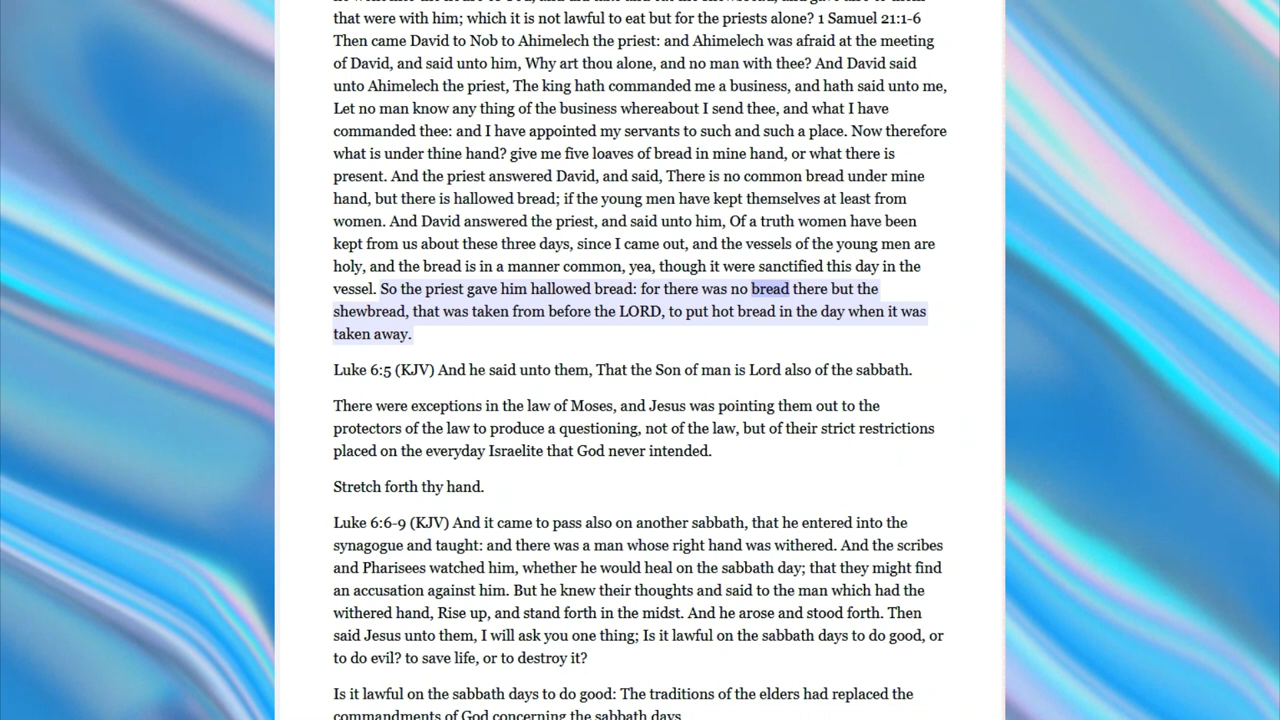 that were with him; which it is not lawful to eat but for the priests alone? 1 Samuel 21:1-6
Then came David to Nob to Ahimelech the priest: and Ahimelech was afraid at the meeting
of David, and said unto him, Why art thou alone, and no man with thee? And David said
unto Ahimelech the priest, The king hath commanded me a business, and hath said unto me,
Let no man know any thing of the business whereabout I send thee, and what I have
commanded thee: and I have appointed my servants to such and such a place. Now therefore
what is under thine hand? give me five loaves of bread in mine hand, or what there is
present. And the priest answered David, and said, There is no common bread under mine
hand, but there is hallowed bread; if the young men have kept themselves at least from
women. And David answered the priest, and said unto him, Of a truth women have been
kept from us about these three days, since I came out, and the vessels of the young men are
holy, and the bread is in a manner common, yea, though it were sanctified this day in the
vessel. So the priest gave him hallowed bread: for there was no bread there but the
shewbread, that was taken from before the LORD, to put hot bread in the day when it was
taken away.
Luke 6:5 (KJV) And he said unto them, That the Son of man is Lord also of the sabbath.
There were exceptions in the law of Moses, and Jesus was pointing them out to the
protectors of the law to produce a questioning, not of the law, but of their strict restrictions
placed on the everyday Israelite that God never intended.
Stretch forth thy hand.
Luke 6:6-9 (KJV) And it came to pass also on another sabbath, that he entered into the
synagogue and taught: and there was a man whose right hand was withered. And the scribes
and Pharisees watched him, whether he would heal on the sabbath day; that they might find
an accusation against him. But he knew their thoughts and said to the man which had the
withered hand, Rise up, and stand forth in the midst. And he arose and stood forth. Then
said Jesus unto them, I will ask you one thing; Is it lawful on the sabbath days to do good, or
to do evil? to save life, or to destroy it?
Is it lawful on the sabbath days to do good: The traditions of the elders had replaced the
commandments of God concerning the sabbath days.